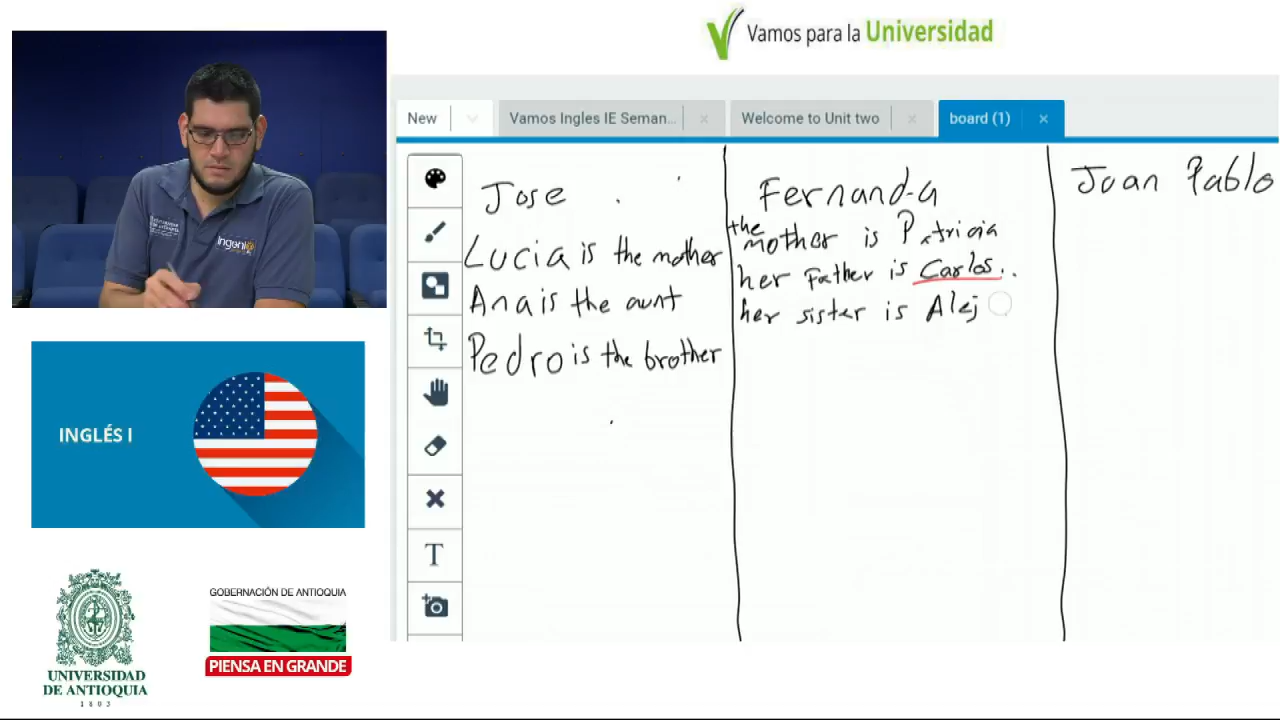 Vamos para la Universidad
New
Vamos Ingles IE Seman...
Welcome to Unit two
board (1)
Jose
Lucia is the mother
Ana is the aunt
Pedro is the brother
Fernanda
the mother is Patricia
her Father is Carlos..
her sister is Alej
Juan Pablo
T
ingeni@
INGLÉS I
UNIVERSIDAD
DE ANTIOQUIA
1803
GOBERNACIÓN DE ANTIOQUIA
PIENSA EN GRANDE